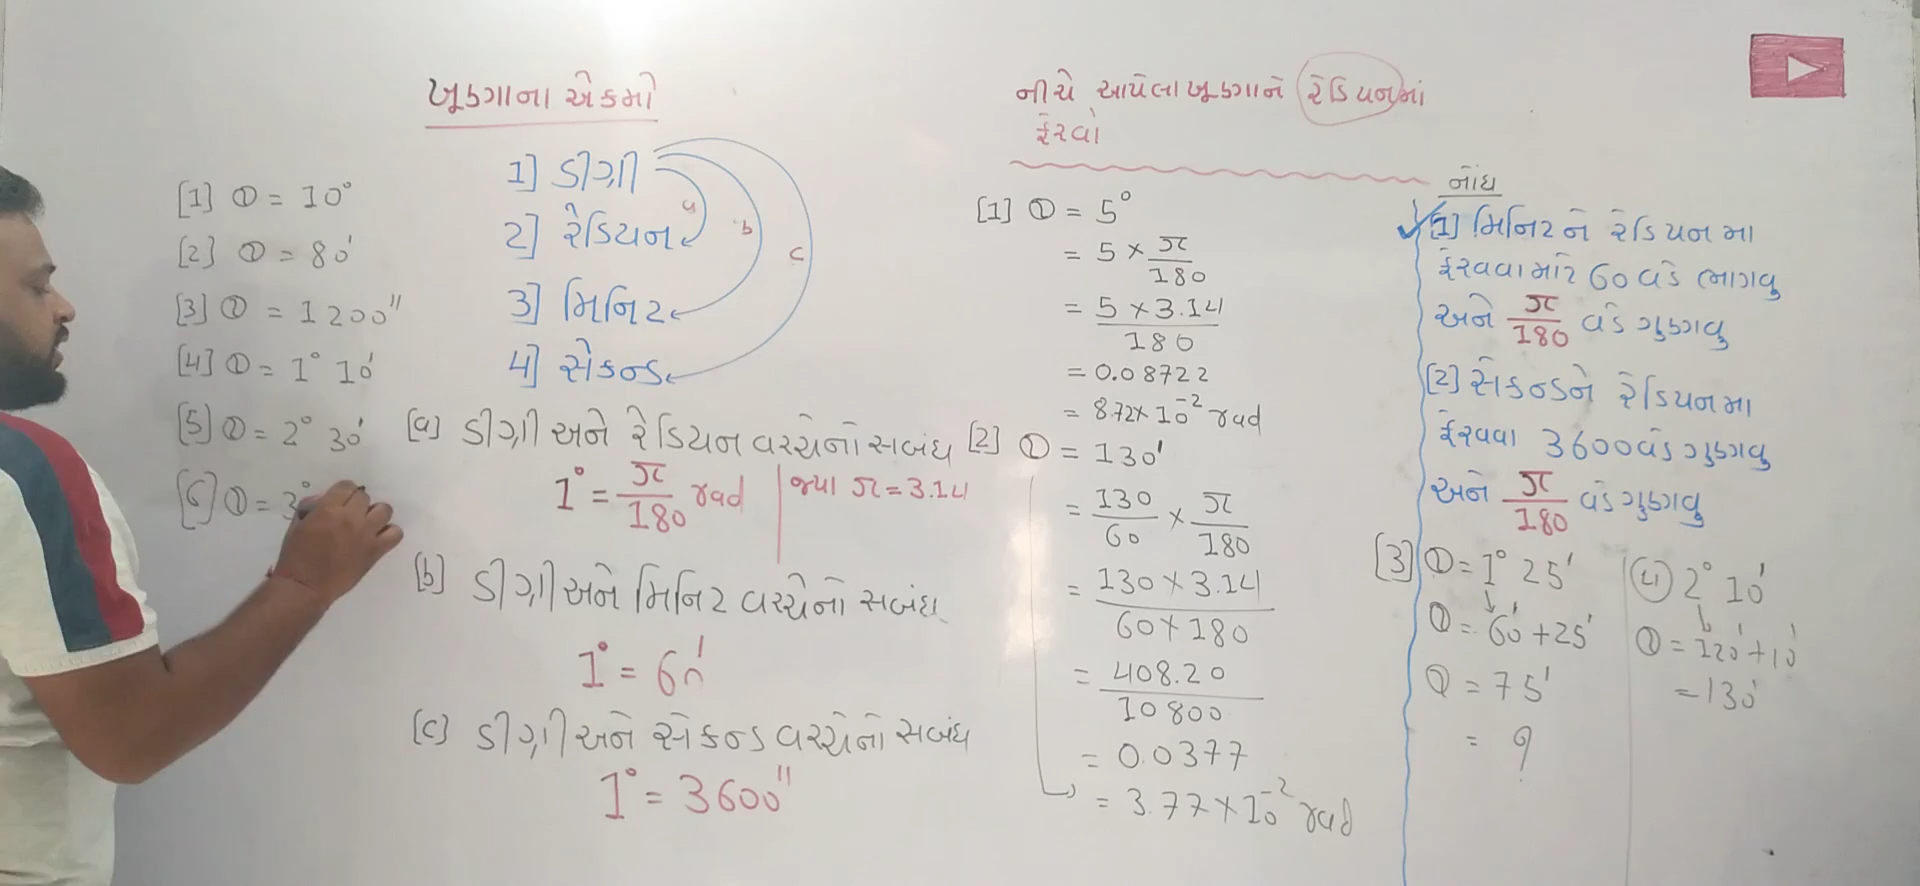 ખૂણાના એકમો
1] ડીગ્રી
2] રેડિયન
3] મિનિટ
4] સેકન્ડ
a
b
c
[1] θ = 10°
[2] θ = 80'
[3] θ = 1200"
[4] θ = 1° 10'
[5] θ = 2° 30'
[6] θ = 3°
[a] ડીગ્રી અને રેડિયન વચ્ચેનો સબંધ
1° = π/180 rad | જ્યાં π = 3.14
[b] ડીગ્રી અને મિનિટ વચ્ચેનો સબંધ
1° = 60'
[c] ડીગ્રી અને સેકન્ડ વચ્ચેનો સબંધ
1° = 3600"
નીચે આપેલા ખૂણાને રેડિયનમાં
ફેરવો
[1] θ = 5°
= 5 × π/180
= 5 × 3.14/180
= 0.08722
= 8.72 × 10⁻² rad
[2] θ = 130'
= 130/60 × π/180
= 130 × 3.14/60 × 180
= 408.20/10800
= 0.0377
= 3.77 × 10⁻² rad
નોંધ
[1] મિનિટને રેડિયનમા
ફેરવવા માટે 60 વડે ભાગવુ
અને π/180 વડે ગુણવુ
[2] સેકન્ડને રેડિયનમા
ફેરવવા 3600 વડે ગુણવુ
અને π/180 વડે ગુણવુ
[3] θ = 1° 25'
θ = 60' + 25'
θ = 75'
= ?
(4) 2° 10'
θ = 120' + 10'
= 130'